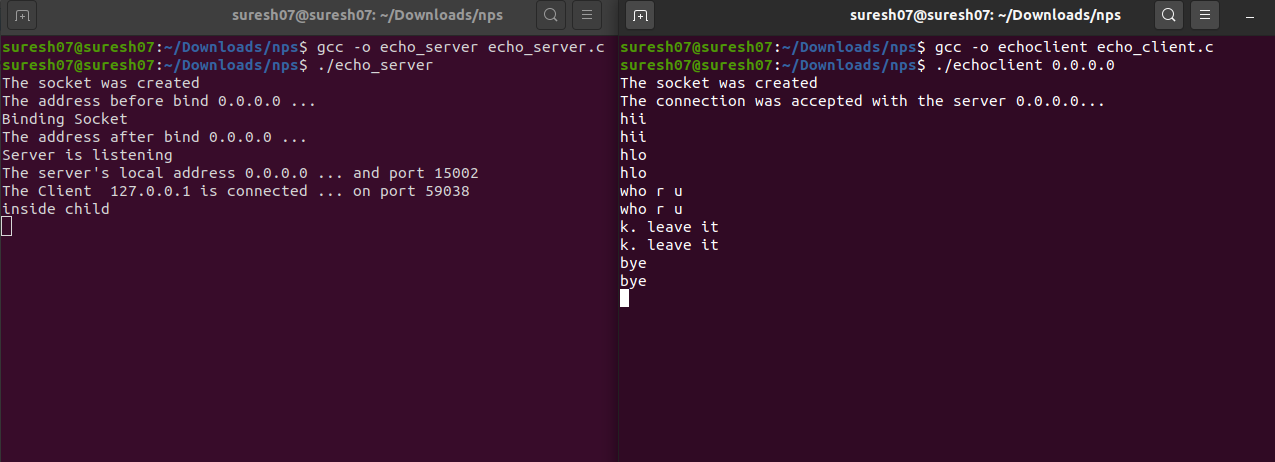 suresh07@suresh07: ~/Downloads/nps
suresh07@suresh07:~/Downloads/nps$ gcc -o echo_server echo_server.c
suresh07@suresh07:~/Downloads/nps$ ./echo_server
The socket was created
The address before bind 0.0.0.0 ...
Binding Socket
The address after bind 0.0.0.0 ...
Server is listening
The server's local address 0.0.0.0 ... and port 15002
The Client  127.0.0.1 is connected ... on port 59038
inside child
suresh07@suresh07: ~/Downloads/nps
suresh07@suresh07:~/Downloads/nps$ gcc -o echoclient echo_client.c
suresh07@suresh07:~/Downloads/nps$ ./echoclient 0.0.0.0
The socket was created
The connection was accepted with the server 0.0.0.0...
hii
hii
hlo
hlo
who r u
who r u
k. leave it
k. leave it
bye
bye